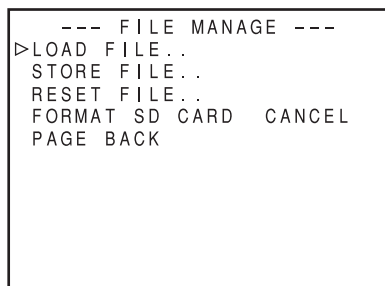 --- FILE MANAGE ---
▷LOAD FILE..
STORE FILE..
RESET FILE..
FORMAT SD CARD CANCEL
PAGE BACK